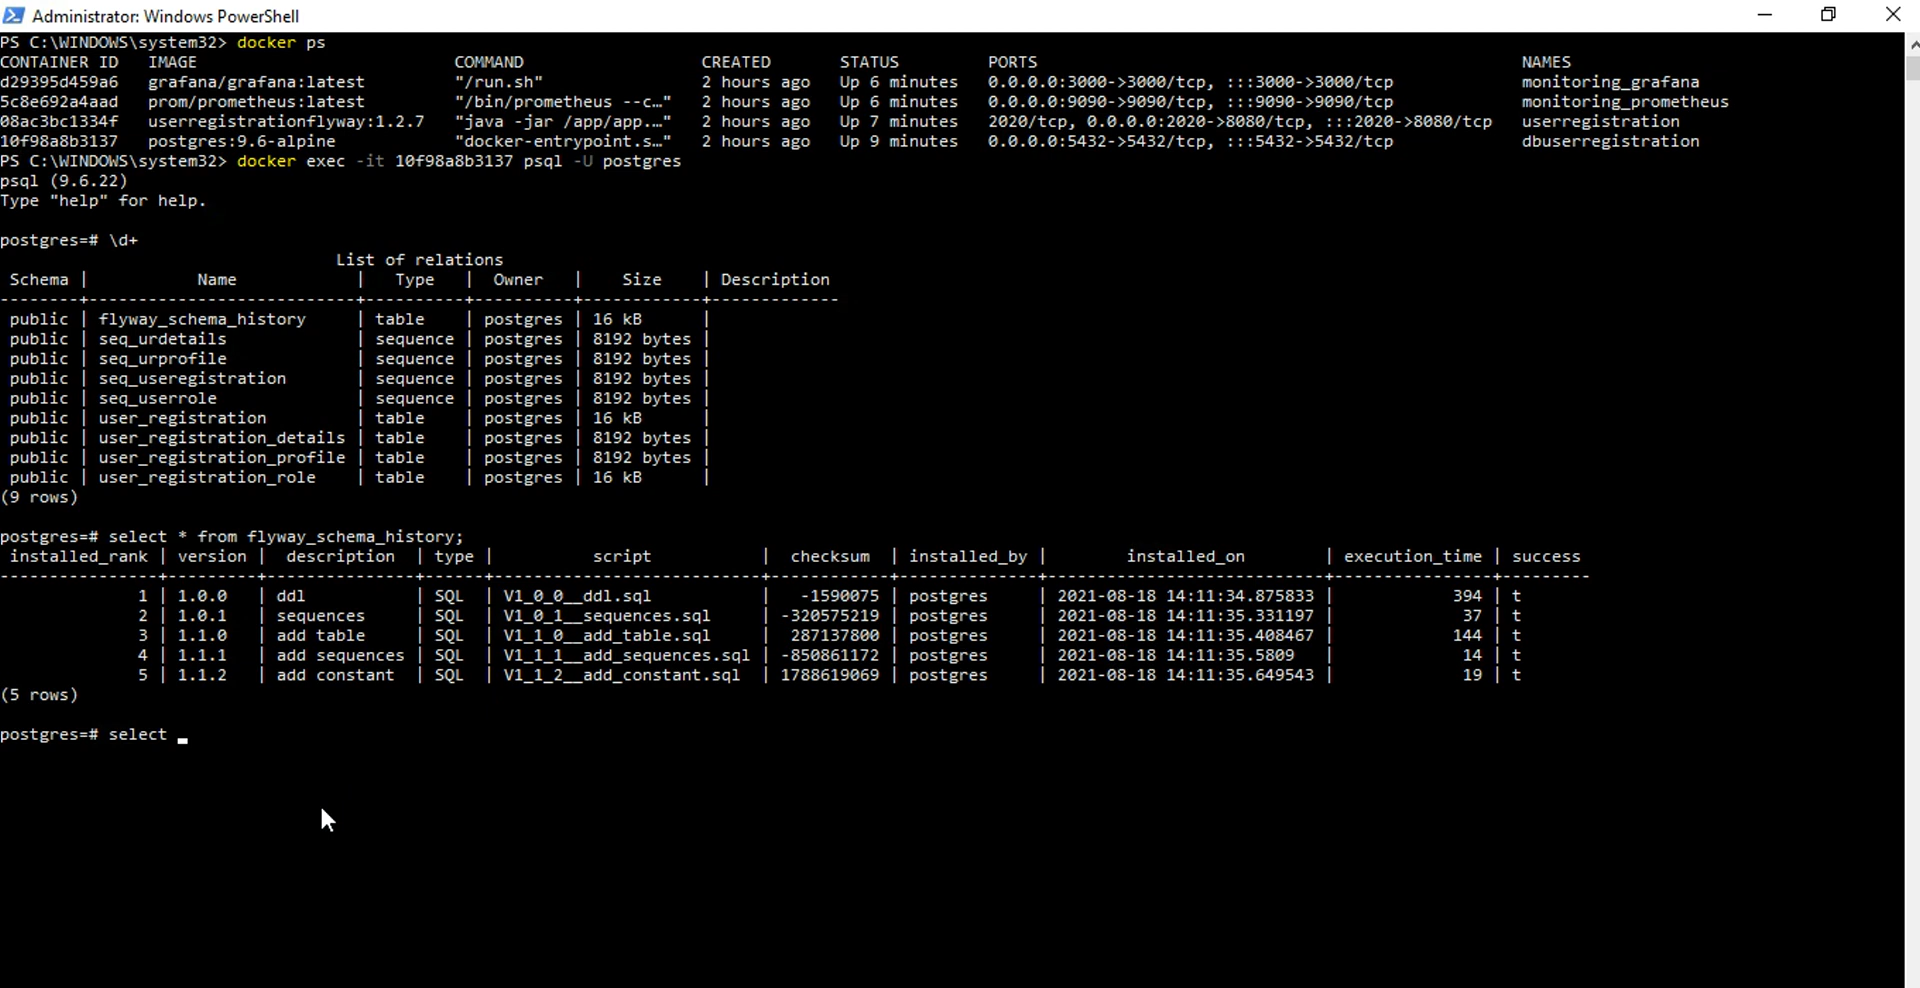 Administrator: Windows PowerShell
PS C:\WINDOWS\system32> docker ps
CONTAINER ID   IMAGE                          COMMAND                  CREATED       STATUS         PORTS                                               NAMES
d29395d459a6   grafana/grafana:latest         "/run.sh"                2 hours ago   Up 6 minutes   0.0.0.0:3000->3000/tcp, :::3000->3000/tcp           monitoring_grafana
5c8e692a4aad   prom/prometheus:latest         "/bin/prometheus --c…"   2 hours ago   Up 6 minutes   0.0.0.0:9090->9090/tcp, :::9090->9090/tcp           monitoring_prometheus
08ac3bc1334f   userregistrationflyway:1.2.7   "java -jar /app/app.…"   2 hours ago   Up 7 minutes   2020/tcp, 0.0.0.0:2020->8080/tcp, :::2020->8080/tcp   userregistration
10f98a8b3137   postgres:9.6-alpine            "docker-entrypoint.s…"   2 hours ago   Up 9 minutes   0.0.0.0:5432->5432/tcp, :::5432->5432/tcp           dbuserregistration
PS C:\WINDOWS\system32> docker exec -it 10f98a8b3137 psql -U postgres
psql (9.6.22)
Type "help" for help.
postgres=# \d+
List of relations
Schema |           Name            |   Type   |  Owner   |    Size    | Description
--------+---------------------------+----------+----------+------------+-------------
public | flyway_schema_history     | table    | postgres | 16 kB      |
public | seq_urdetails             | sequence | postgres | 8192 bytes |
public | seq_urprofile             | sequence | postgres | 8192 bytes |
public | seq_useregistration       | sequence | postgres | 8192 bytes |
public | seq_userrole              | sequence | postgres | 8192 bytes |
public | user_registration         | table    | postgres | 16 kB      |
public | user_registration_details | table    | postgres | 8192 bytes |
public | user_registration_profile | table    | postgres | 8192 bytes |
public | user_registration_role    | table    | postgres | 16 kB      |
(9 rows)
postgres=# select * from flyway_schema_history;
installed_rank | version |  description  | type |          script           |  checksum  | installed_by |        installed_on        | execution_time | success
----------------+---------+---------------+------+---------------------------+------------+--------------+----------------------------+----------------+---------
1 | 1.0.0   | ddl           | SQL  | V1_0_0__ddl.sql           |   -1590075 | postgres     | 2021-08-18 14:11:34.875833 |            394 | t
2 | 1.0.1   | sequences     | SQL  | V1_0_1__sequences.sql     | -320575219 | postgres     | 2021-08-18 14:11:35.331197 |             37 | t
3 | 1.1.0   | add table     | SQL  | V1_1_0__add_table.sql     |  287137800 | postgres     | 2021-08-18 14:11:35.408467 |            144 | t
4 | 1.1.1   | add sequences | SQL  | V1_1_1__add_sequences.sql | -850861172 | postgres     | 2021-08-18 14:11:35.5809   |             14 | t
5 | 1.1.2   | add constant  | SQL  | V1_1_2__add_constant.sql  | 1788619069 | postgres     | 2021-08-18 14:11:35.649543 |             19 | t
(5 rows)
postgres=# select